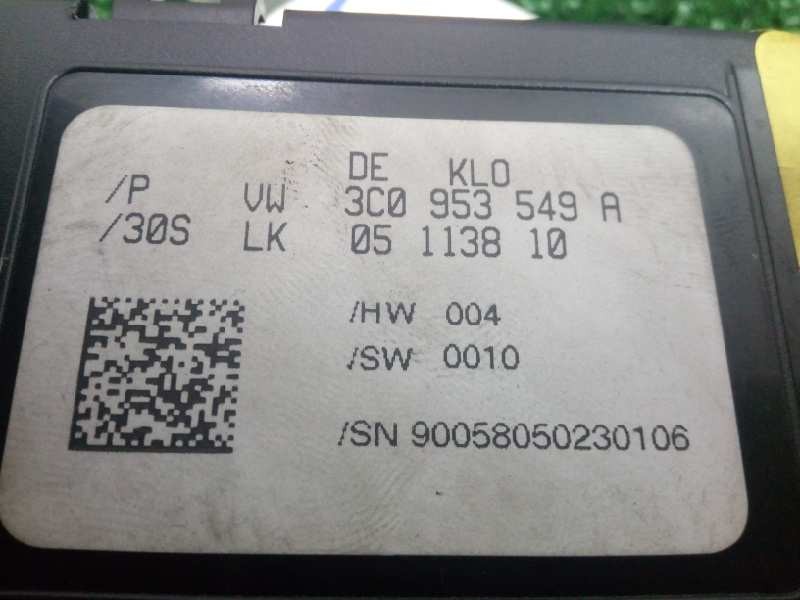 DE KLO
/P VW 3C0 953 549 A
/30S LK 05 1138 10
/HW 004
/SW 0010
/SN 90058050230106